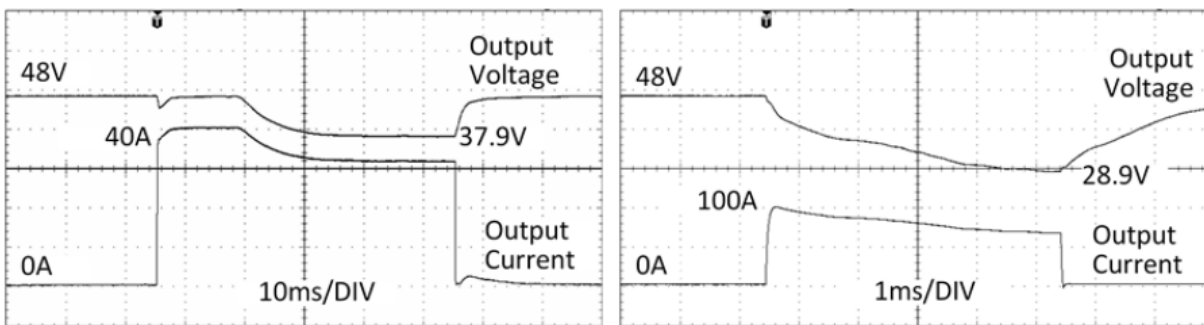 48V
Output
Voltage
40A
37.9V
Output
Current
0A
10ms/DIV
48V
Output
Voltage
28.9V
100A
Output
Current
0A
1ms/DIV